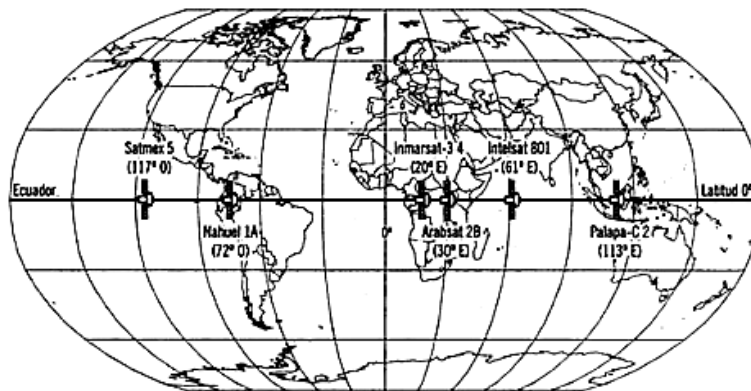 Satmex 5
(117° O)
Inmarsat-3 4
(20° E)
Intelsat 801
(61° E)
Ecuador
Latitud 0°
Nahuel 1A
(72° O)
0°
Arabsat 2B
(30° E)
Palapa-C 2
(113° E)